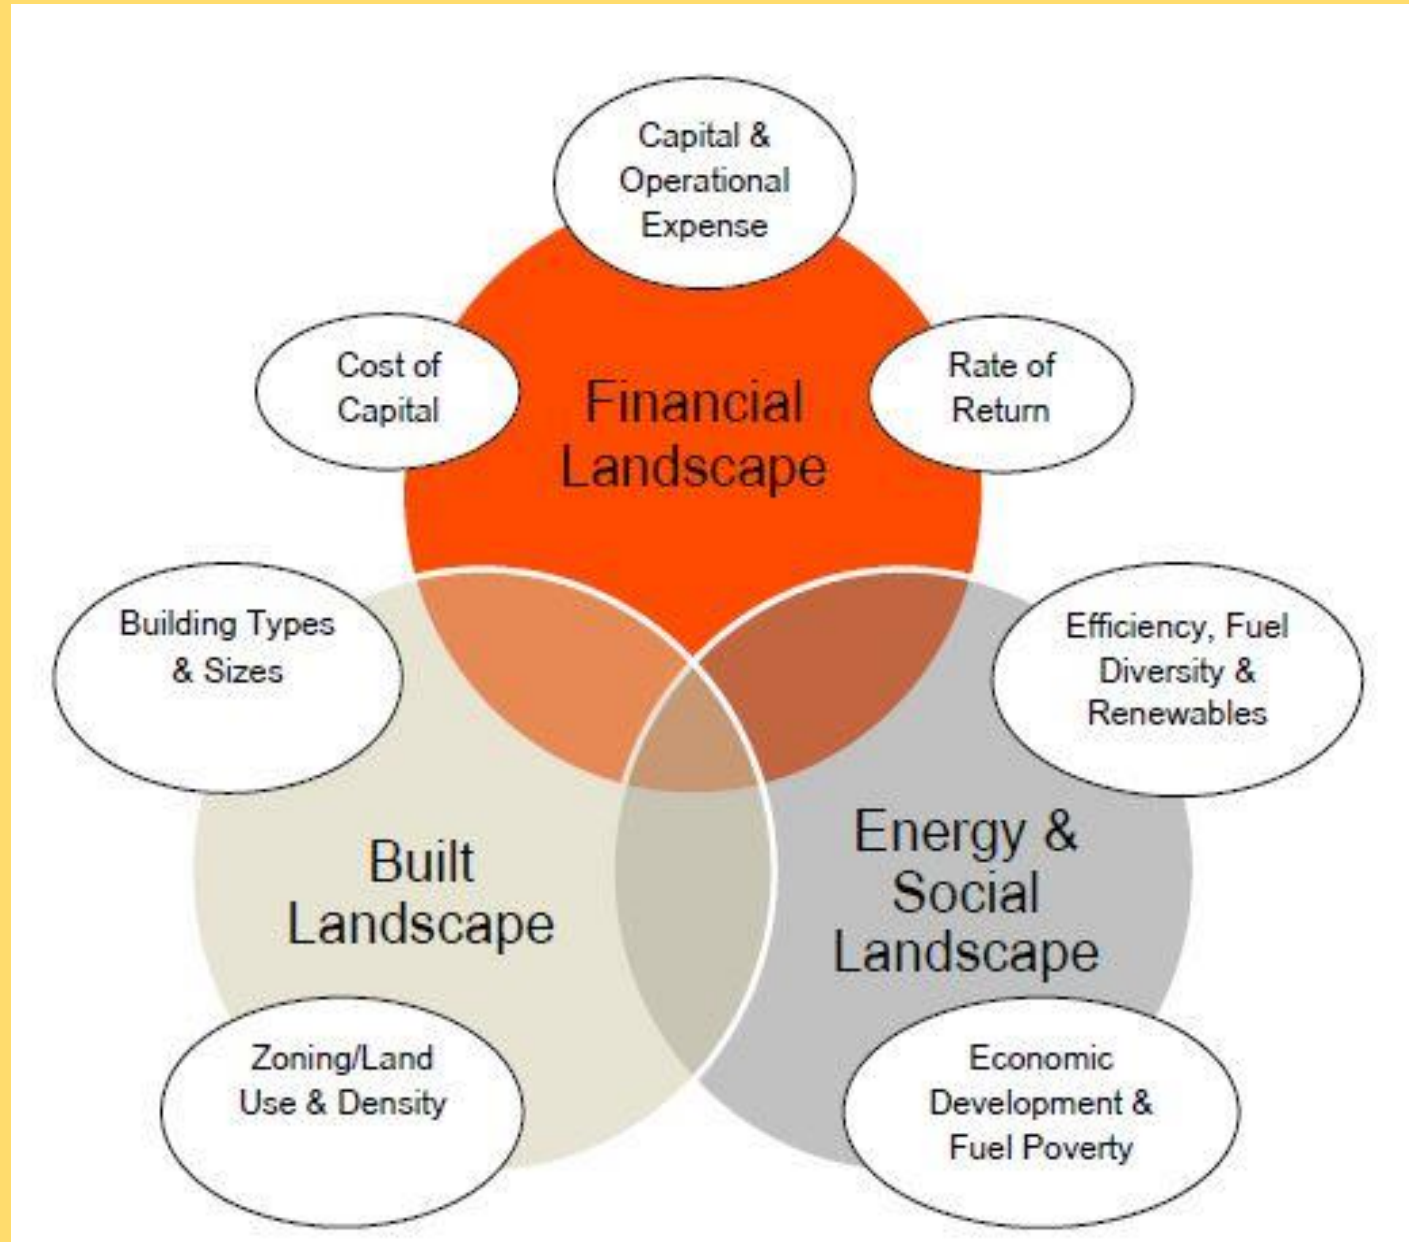 Capital &
Operational
Expense
Cost of
Capital
Financial
Landscape
Rate of
Return
Building Types
& Sizes
Efficiency, Fuel
Diversity &
Renewables
Built
Landscape
Energy &
Social
Landscape
Zoning/Land
Use & Density
Economic
Development &
Fuel Poverty